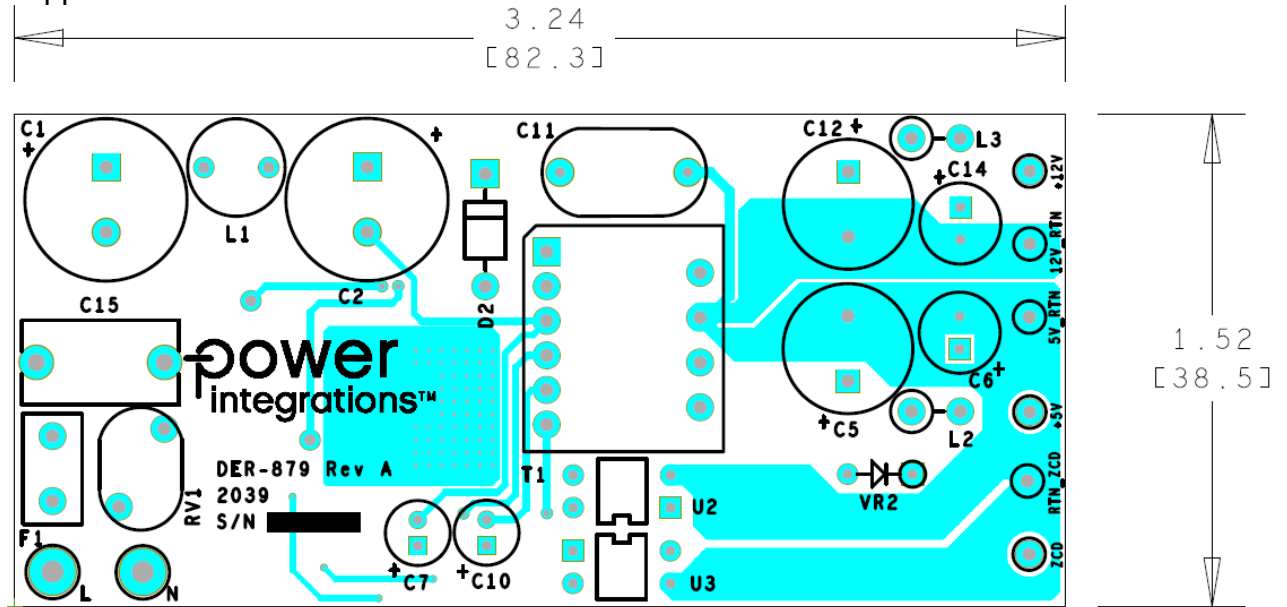 3.24
[82.3]
C1
+
L1
C2
+
C11
C12 +
L3
+C14
+12V
12V_RTN
5V_RTN
C15
D2
1.52
[38.5]
power
integrations™
C6+
+C5
L2
+5V
DER-879 Rev A
2039
S/N
RV1
T1
U2
VR2
RTN_ZCD
F1
L
N
+C7
+C10
U3
ZCD